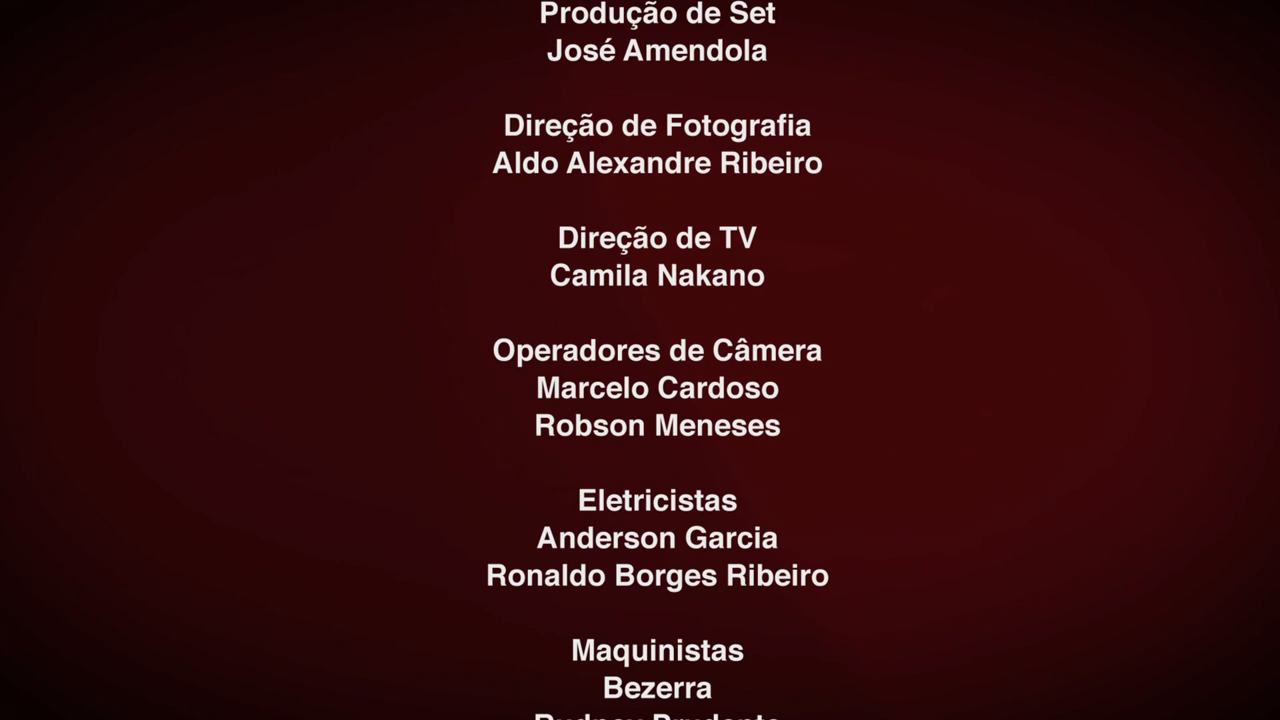 Produção de Set
José Amendola
Direção de Fotografia
Aldo Alexandre Ribeiro
Direção de TV
Camila Nakano
Operadores de Câmera
Marcelo Cardoso
Robson Meneses
Eletricistas
Anderson Garcia
Ronaldo Borges Ribeiro
Maquinistas
Bezerra